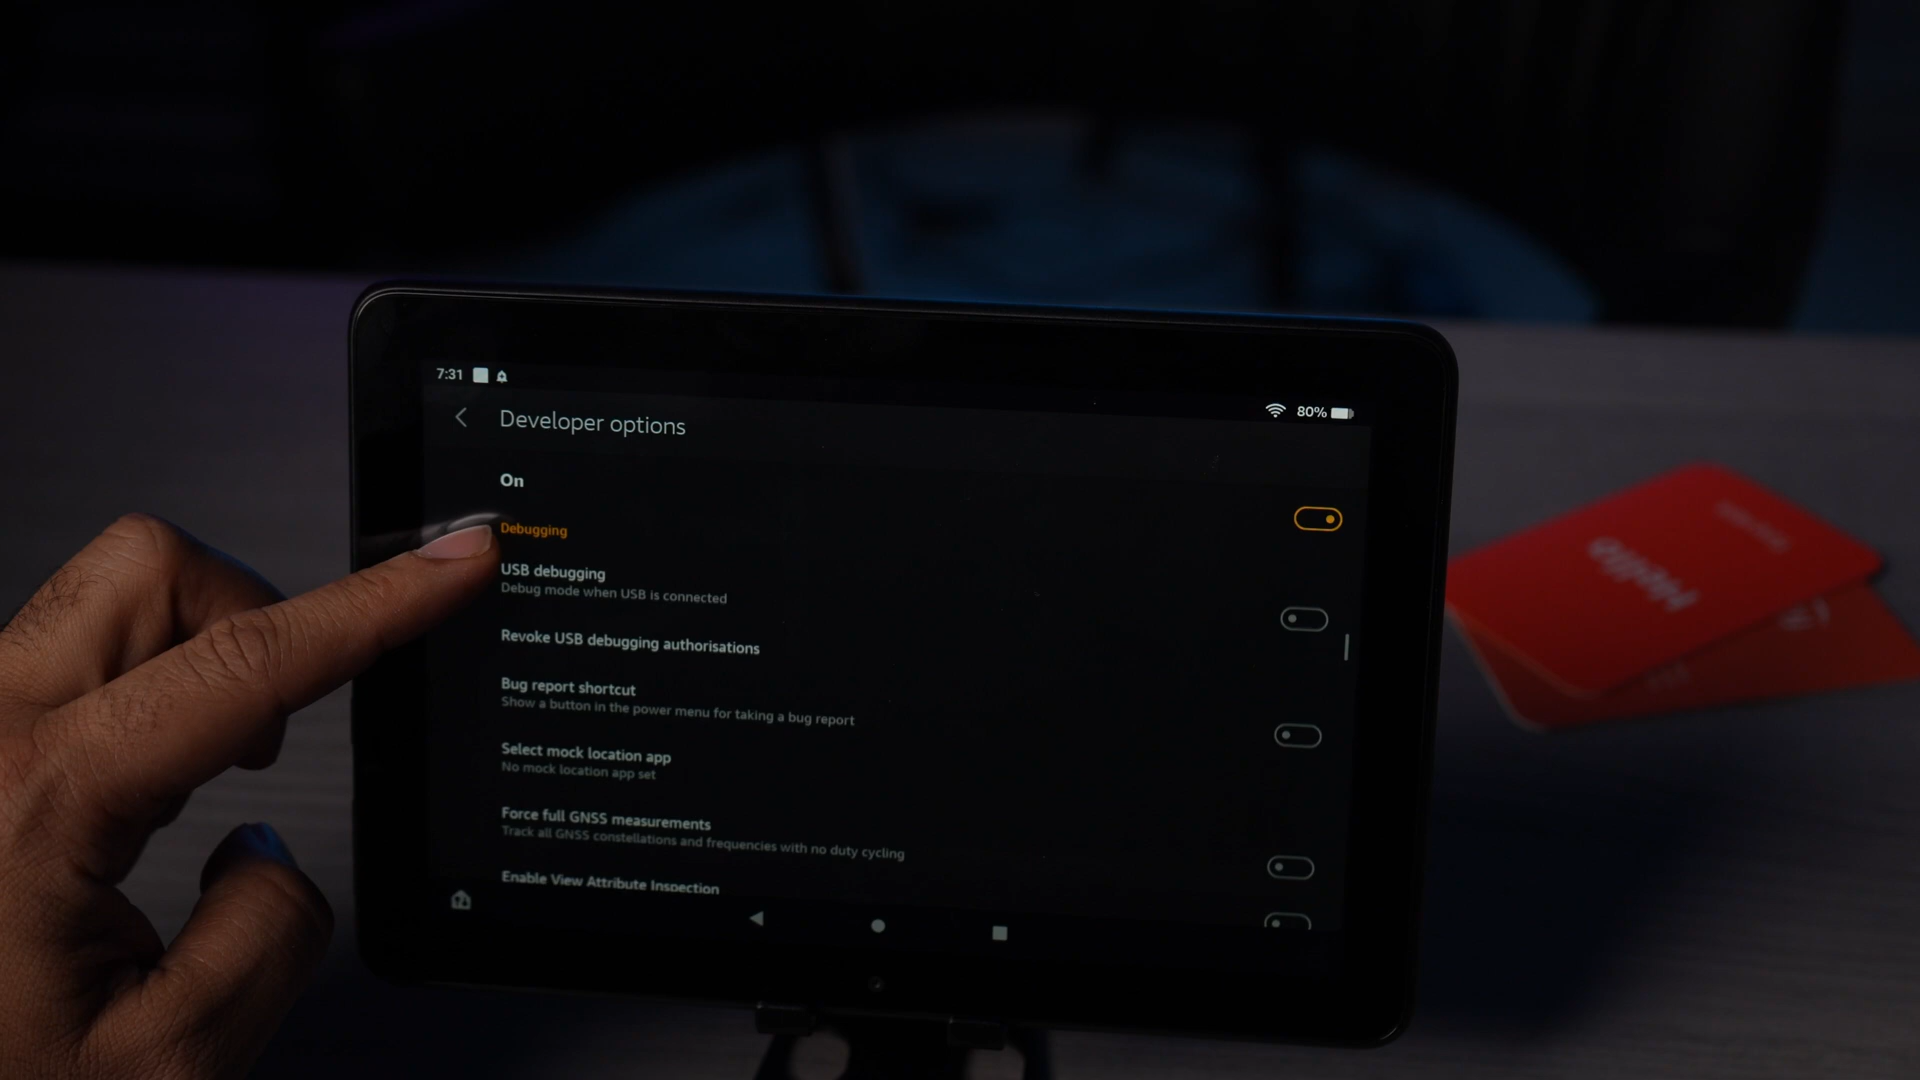 7:31
80%
Developer options
On
Debugging
USB debugging
Debug mode when USB is connected
Revoke USB debugging authorisations
Bug report shortcut
Show a button in the power menu for taking a bug report
Select mock location app
No mock location app set
Force full GNSS measurements
Track all GNSS constellations and frequencies with no duty cycling
Enable View Attribute Inspection
Hello